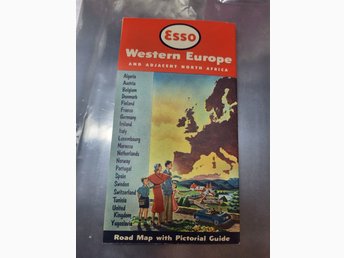 Esso
Western Europe
AND ADJACENT NORTH AFRICA
Algeria
Austria
Belgium
Denmark
Finland
France
Germany
Ireland
Italy
Luxembourg
Morocco
Netherlands
Norway
Portugal
Spain
Sweden
Switzerland
Tunisia
United
Kingdom
Yugoslavia
Road Map with Pictorial Guide